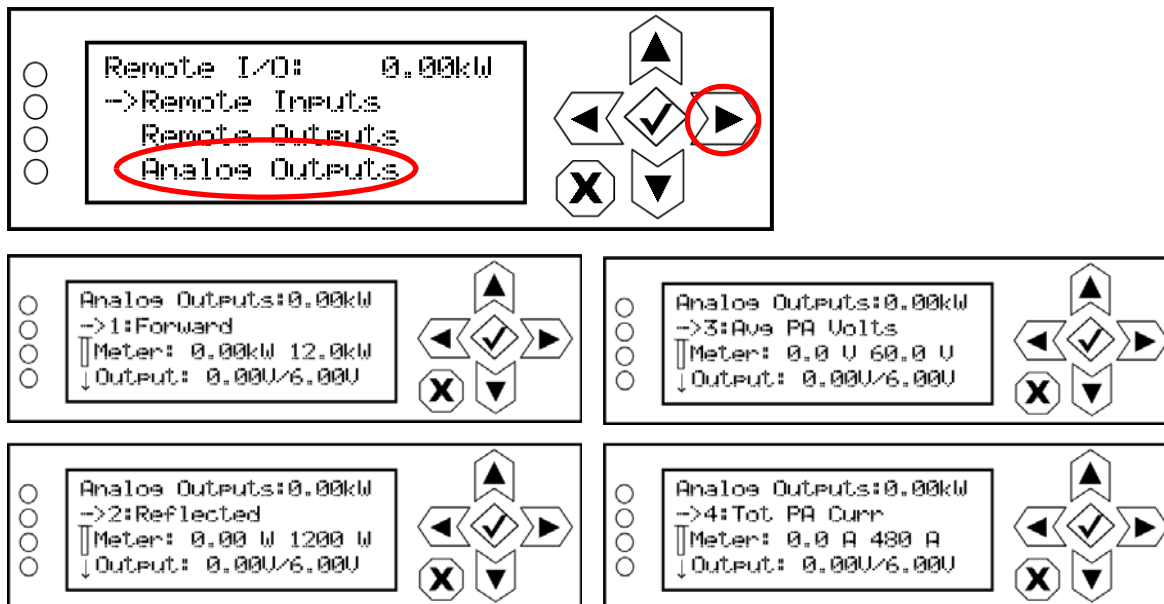 Remote I/O: 0.00kW
->Remote Inputs
Remote Outputs
Analog Outputs
Analog Outputs:0.00kW
->1:Forward
Meter: 0.00kW 12.0kW
↓Output: 0.00V/6.00V
Analog Outputs:0.00kW
->3:Ave PA Volts
Meter: 0.0 V 60.0 V
↓Output: 0.00V/6.00V
Analog Outputs:0.00kW
->2:Reflected
Meter: 0.00 W 1200 W
↓Output: 0.00V/6.00V
Analog Outputs:0.00kW
->4:Tot PA Curr
Meter: 0.0 A 480 A
↓Output: 0.00V/6.00V